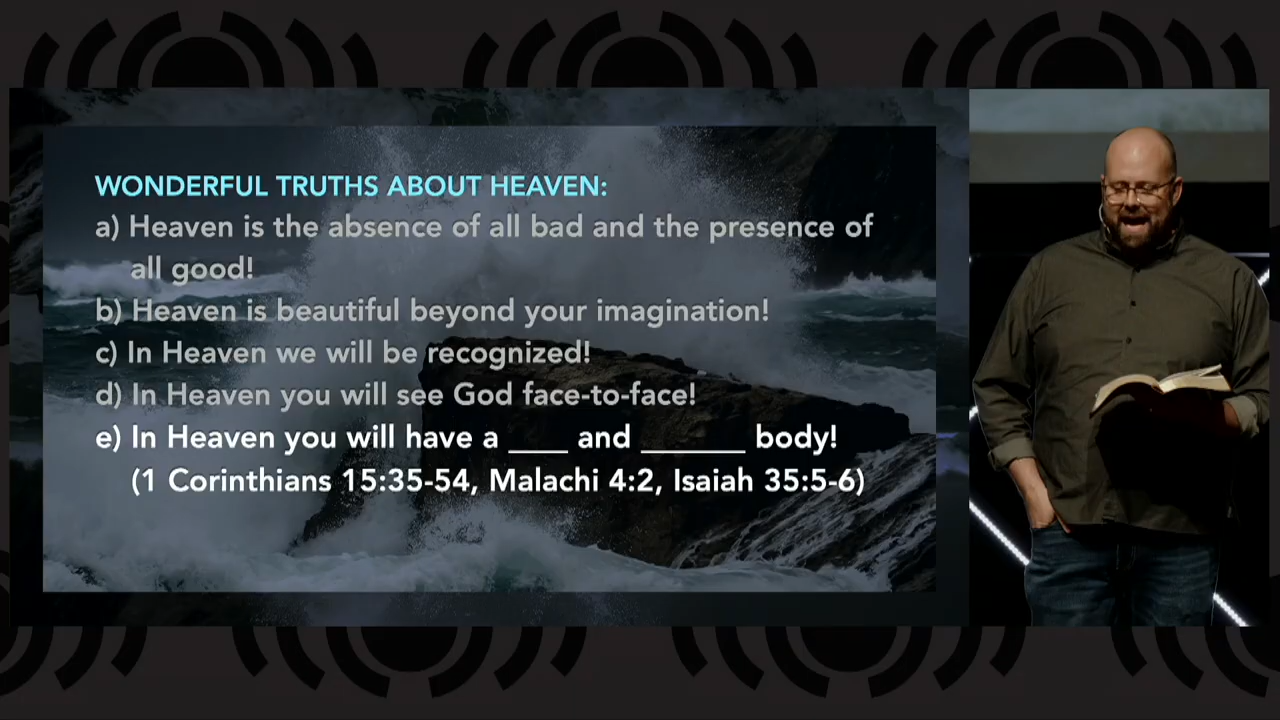 WONDERFUL TRUTHS ABOUT HEAVEN:
a) Heaven is the absence of all bad and the presence of
all good!
b) Heaven is beautiful beyond your imagination!
c) In Heaven we will be recognized!
d) In Heaven you will see God face-to-face!
e) In Heaven you will have a ____ and _______ body!
(1 Corinthians 15:35-54, Malachi 4:2, Isaiah 35:5-6)